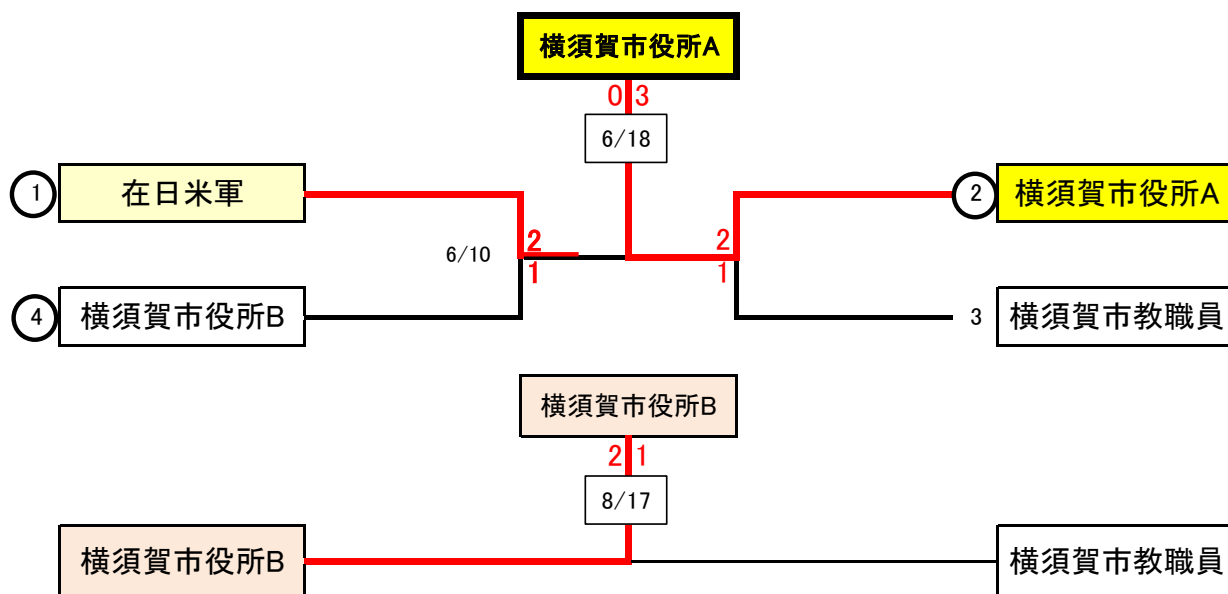 横須賀市役所A
0 3
6/18
1 在日米軍
2 横須賀市役所A
6/10
2
1
2
1
4 横須賀市役所B
3 横須賀市教職員
横須賀市役所B
2 1
8/17
横須賀市役所B
横須賀市教職員